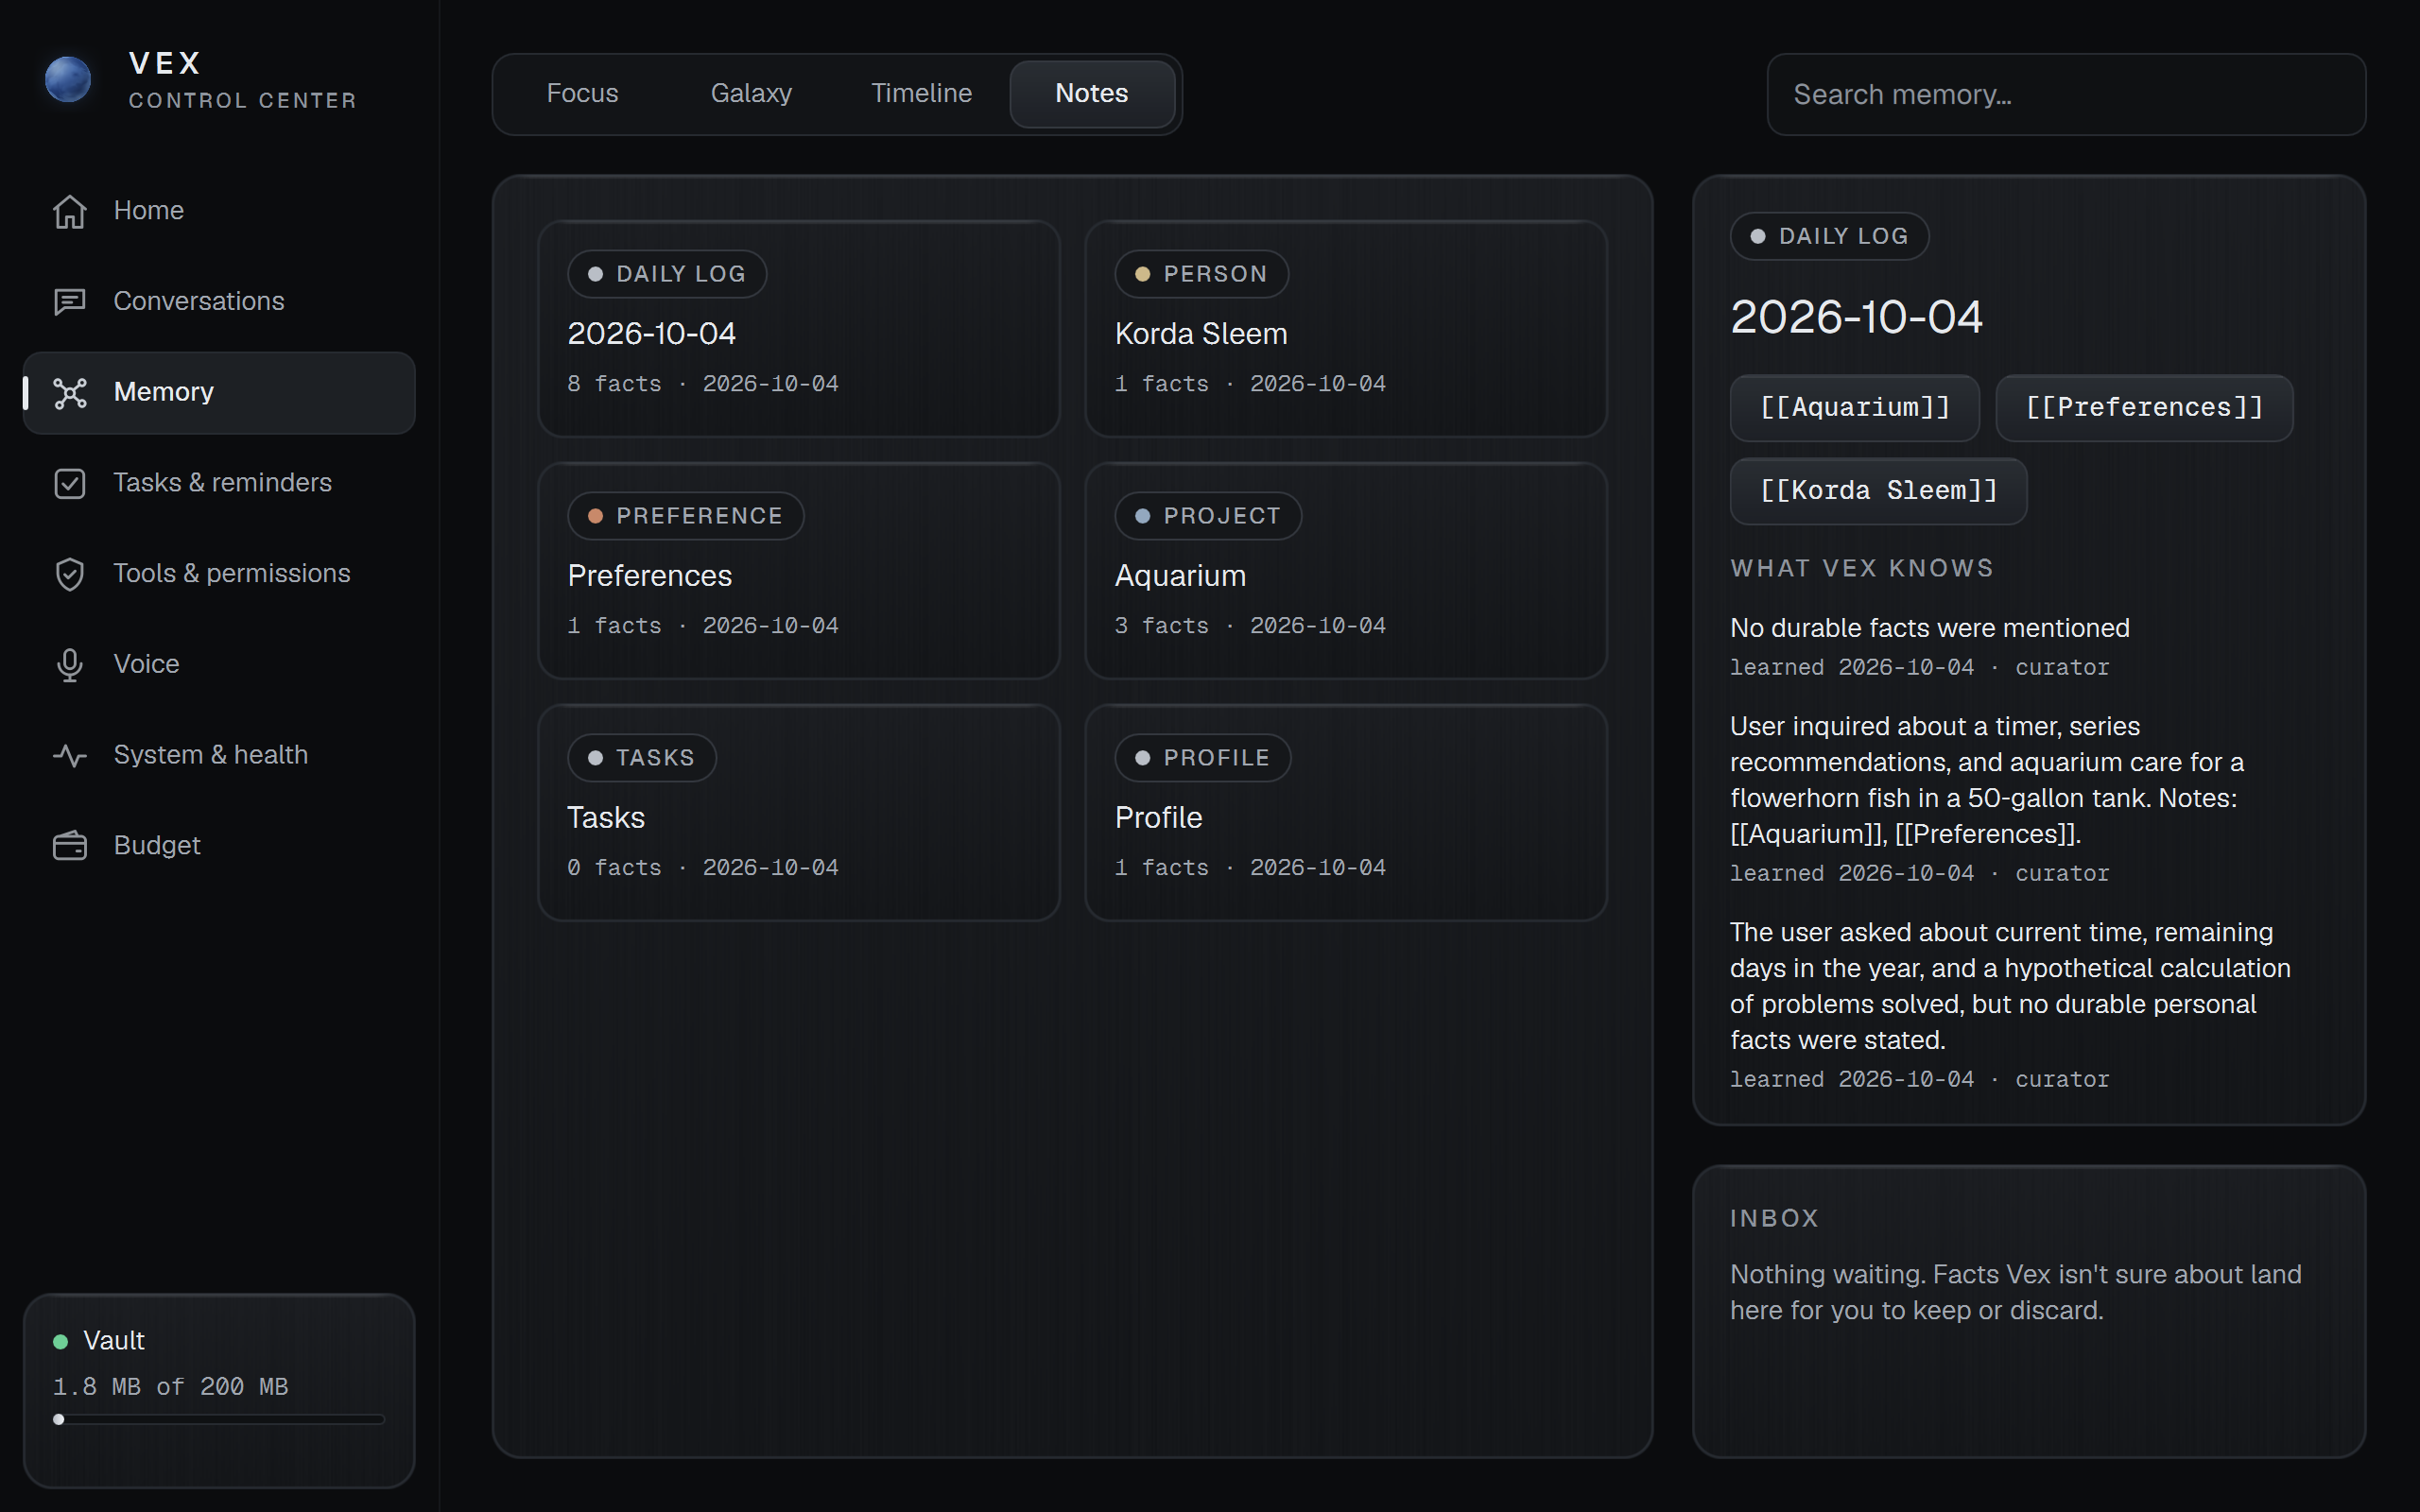 VEX
CONTROL CENTER
Home
Conversations
Memory
Tasks & reminders
Tools & permissions
Voice
System & health
Budget
Vault
1.8 MB of 200 MB
Focus
Galaxy
Timeline
Notes
Search memory...
DAILY LOG
2026-10-04
8 facts · 2026-10-04
PERSON
Korda Sleem
1 facts · 2026-10-04
PREFERENCE
Preferences
1 facts · 2026-10-04
PROJECT
Aquarium
3 facts · 2026-10-04
TASKS
Tasks
0 facts · 2026-10-04
PROFILE
Profile
1 facts · 2026-10-04
DAILY LOG
2026-10-04
[[Aquarium]]
[[Preferences]]
[[Korda Sleem]]
WHAT VEX KNOWS
No durable facts were mentioned
learned 2026-10-04 · curator
User inquired about a timer, series
recommendations, and aquarium care for a
flowerhorn fish in a 50-gallon tank. Notes:
[[Aquarium]], [[Preferences]].
learned 2026-10-04 · curator
The user asked about current time, remaining
days in the year, and a hypothetical calculation
of problems solved, but no durable personal
facts were stated.
learned 2026-10-04 · curator
INBOX
Nothing waiting. Facts Vex isn't sure about land
here for you to keep or discard.